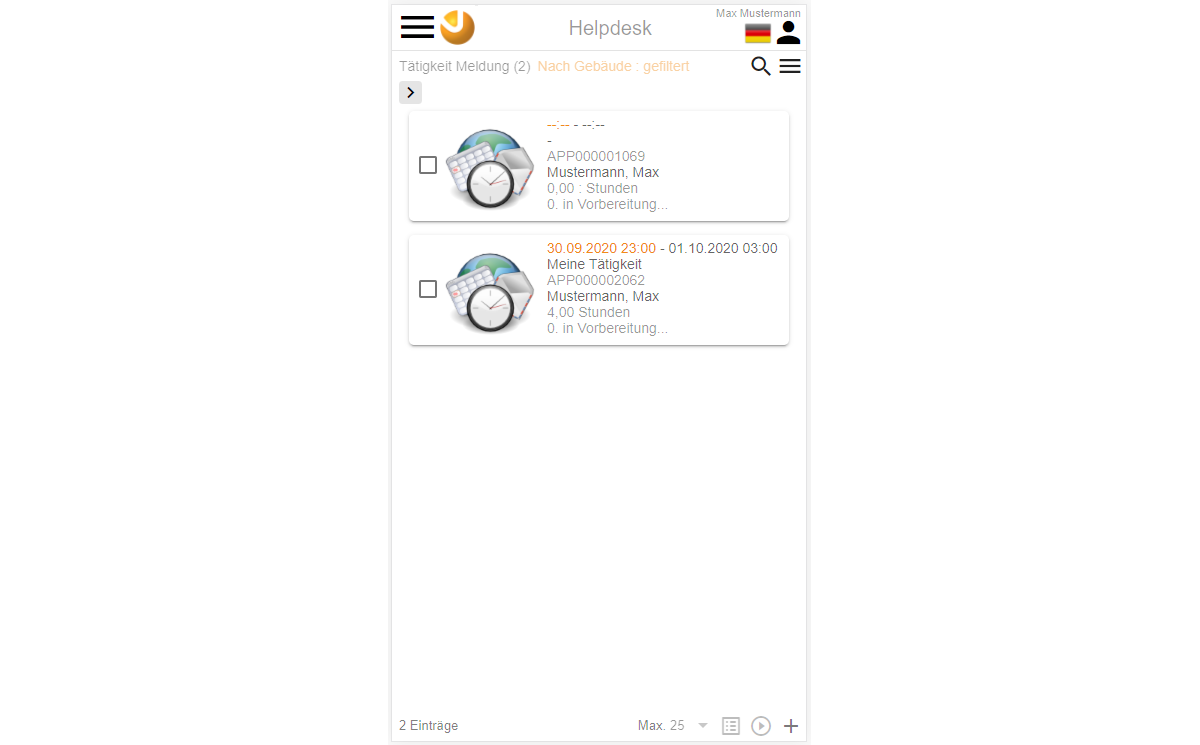 Max Mustermann
Helpdesk
Tätigkeit Meldung (2) Nach Gebäude : gefiltert
--:-- - --:--
-
APP000001069
Mustermann, Max
0,00 : Stunden
0. in Vorbereitung...
30.09.2020 23:00 - 01.10.2020 03:00
Meine Tätigkeit
APP000002062
Mustermann, Max
4,00 Stunden
0. in Vorbereitung...
2 Einträge Max. 25